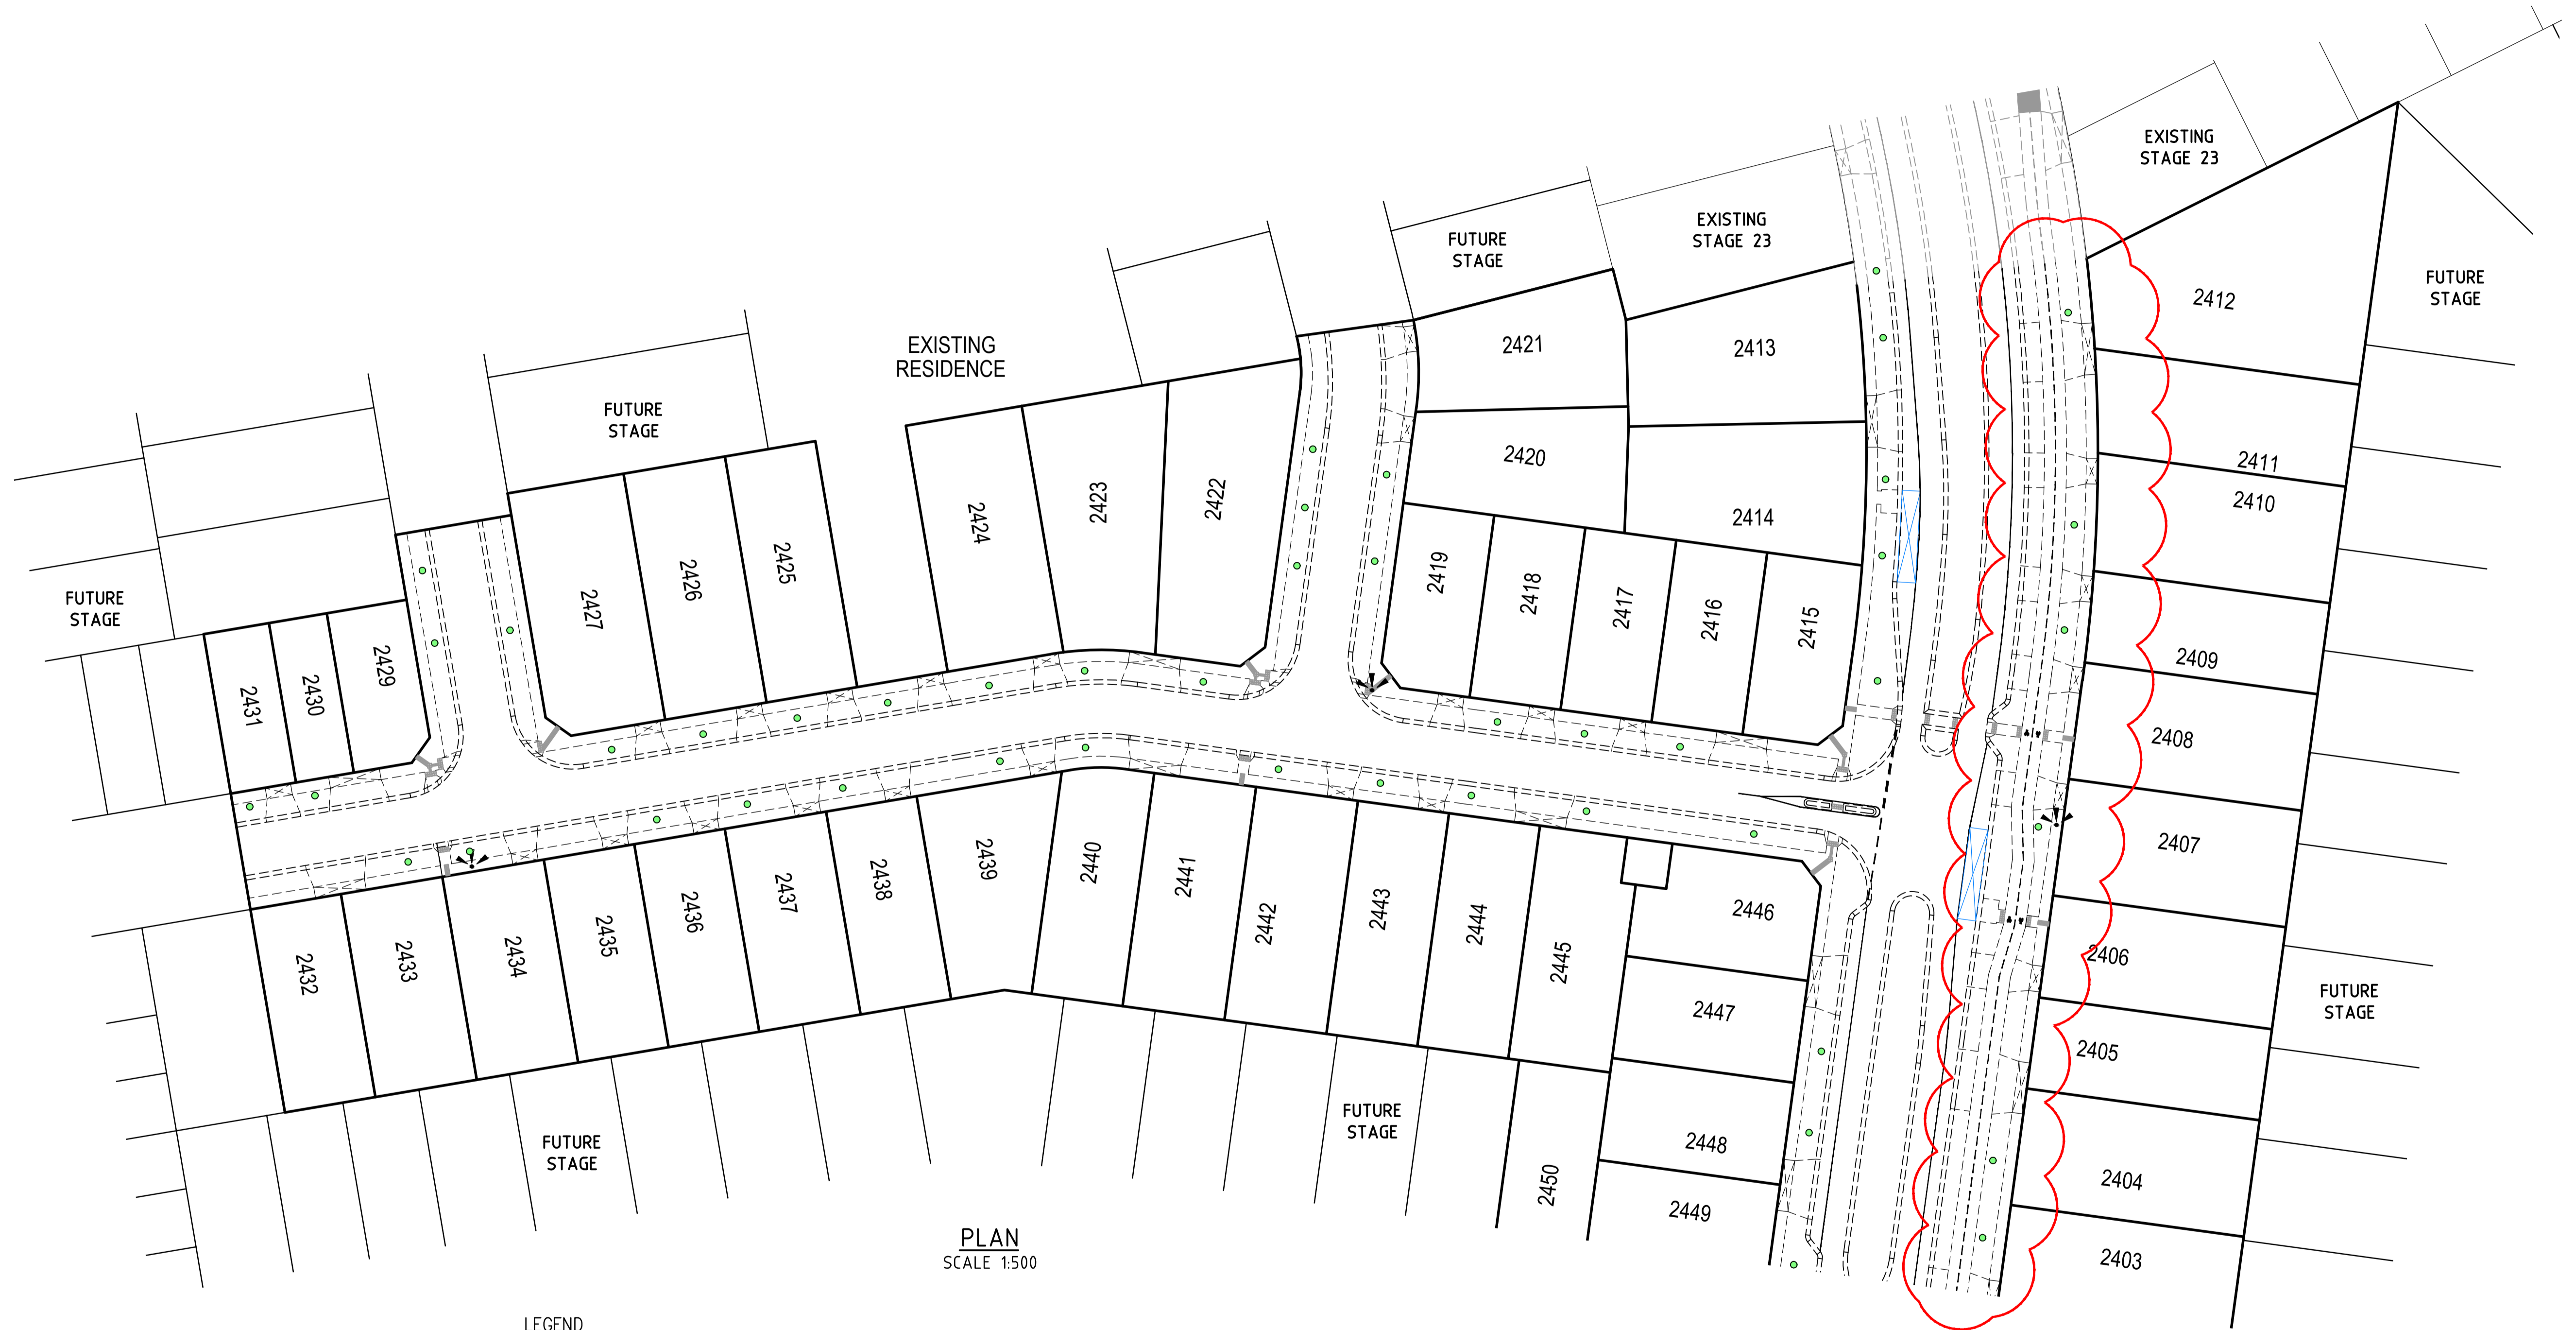 EXISTING
STAGE 23
EXISTING
STAGE 23
FUTURE
STAGE
FUTURE
STAGE
2412
EXISTING
RESIDENCE
2421
2413
FUTURE
STAGE
2420
2411
2410
2424
2423
2422
2414
2425
2426
2427
2419
2418
2417
2416
2415
FUTURE
STAGE
2429
2430
2431
2409
2408
2407
2432
2433
2434
2435
2436
2437
2438
2439
2440
2441
2442
2443
2444
2445
2446
2406
2447
2405
FUTURE
STAGE
FUTURE
STAGE
FUTURE
STAGE
2448
2450
2449
2404
2403
PLAN
SCALE 1:500
LEGEND